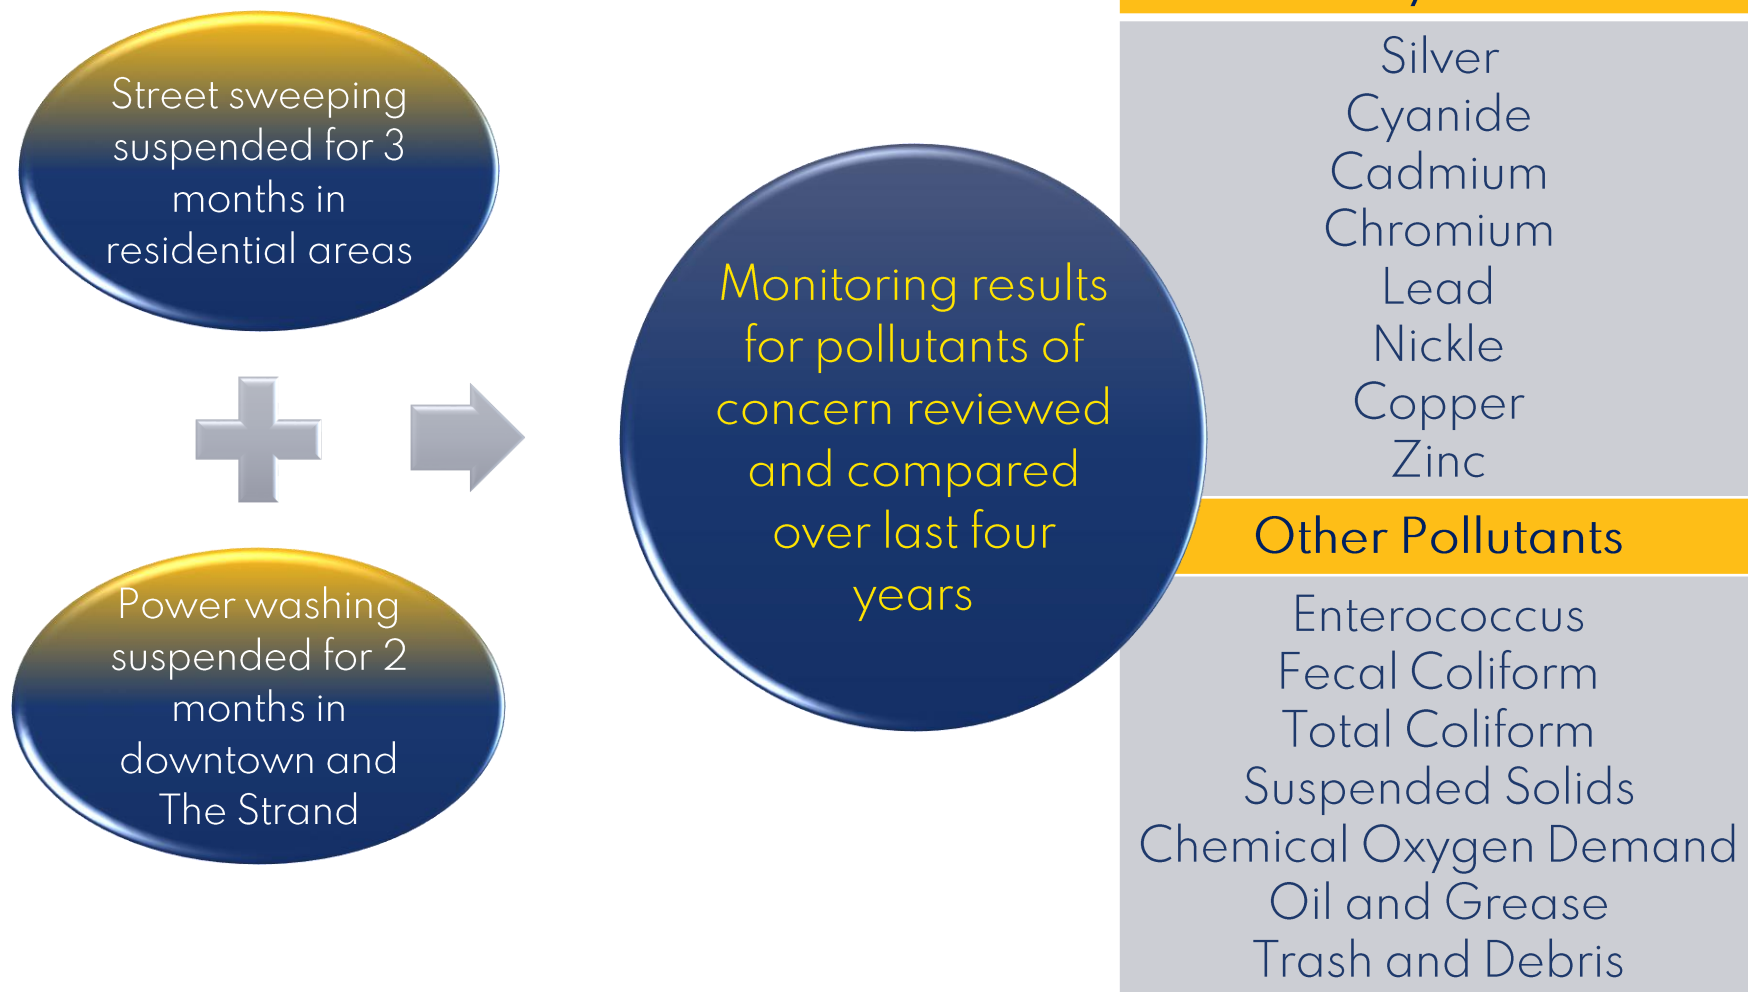 Street sweeping
suspended for 3
months in
residential areas
Power washing
suspended for 2
months in
downtown and
The Strand
Monitoring results
for pollutants of
concern reviewed
and compared
over last four
years
Silver
Cyanide
Cadmium
Chromium
Lead
Nickle
Copper
Zinc
Other Pollutants
Enterococcus
Fecal Coliform
Total Coliform
Suspended Solids
Chemical Oxygen Demand
Oil and Grease
Trash and Debris